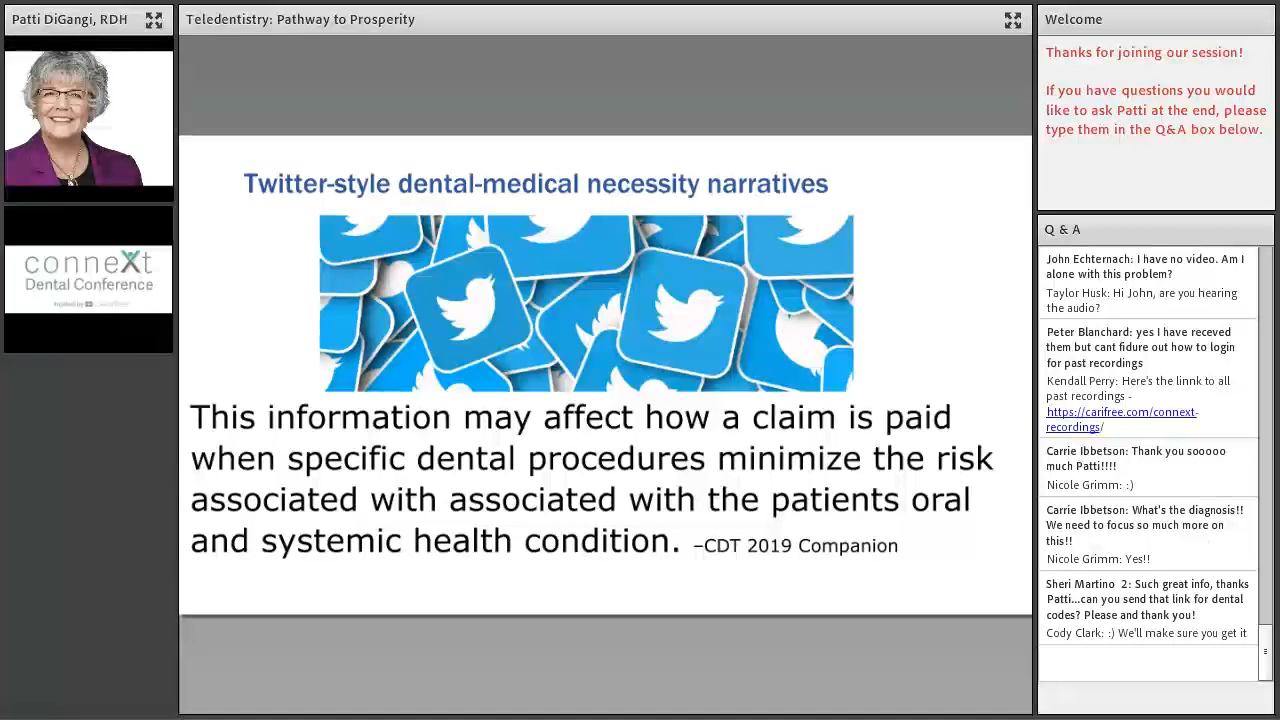 Patti DiGangi, RDH
Teledentistry: Pathway to Prosperity
Welcome
Thanks for joining our session!
If you have questions you would
like to ask Patti at the end, please
type them in the Q&A box below.
conneXt
Dental Conference
Twitter-style dental-medical necessity narratives
This information may affect how a claim is paid
when specific dental procedures minimize the risk
associated with associated with the patients oral
and systemic health condition. –CDT 2019 Companion
Q & A
John Echternach: I have no video. Am I
alone with this problem?
Taylor Husk: Hi John, are you hearing
the audio?
Peter Blanchard: yes I have receved
them but cant fidure out how to login
for past recordings
Kendall Perry: Here's the linnk to all
past recordings -
https://carifree.com/connext-
recordings/
Carrie Ibbetson: Thank you sooooo
much Patti!!!!
Nicole Grimm: :)
Carrie Ibbetson: What's the diagnosis!!
We need to focus so much more on
this!!
Nicole Grimm: Yes!!
Sheri Martino 2: Such great info, thanks
Patti...can you send that link for dental
codes? Please and thank you!
Cody Clark: :) We'll make sure you get it